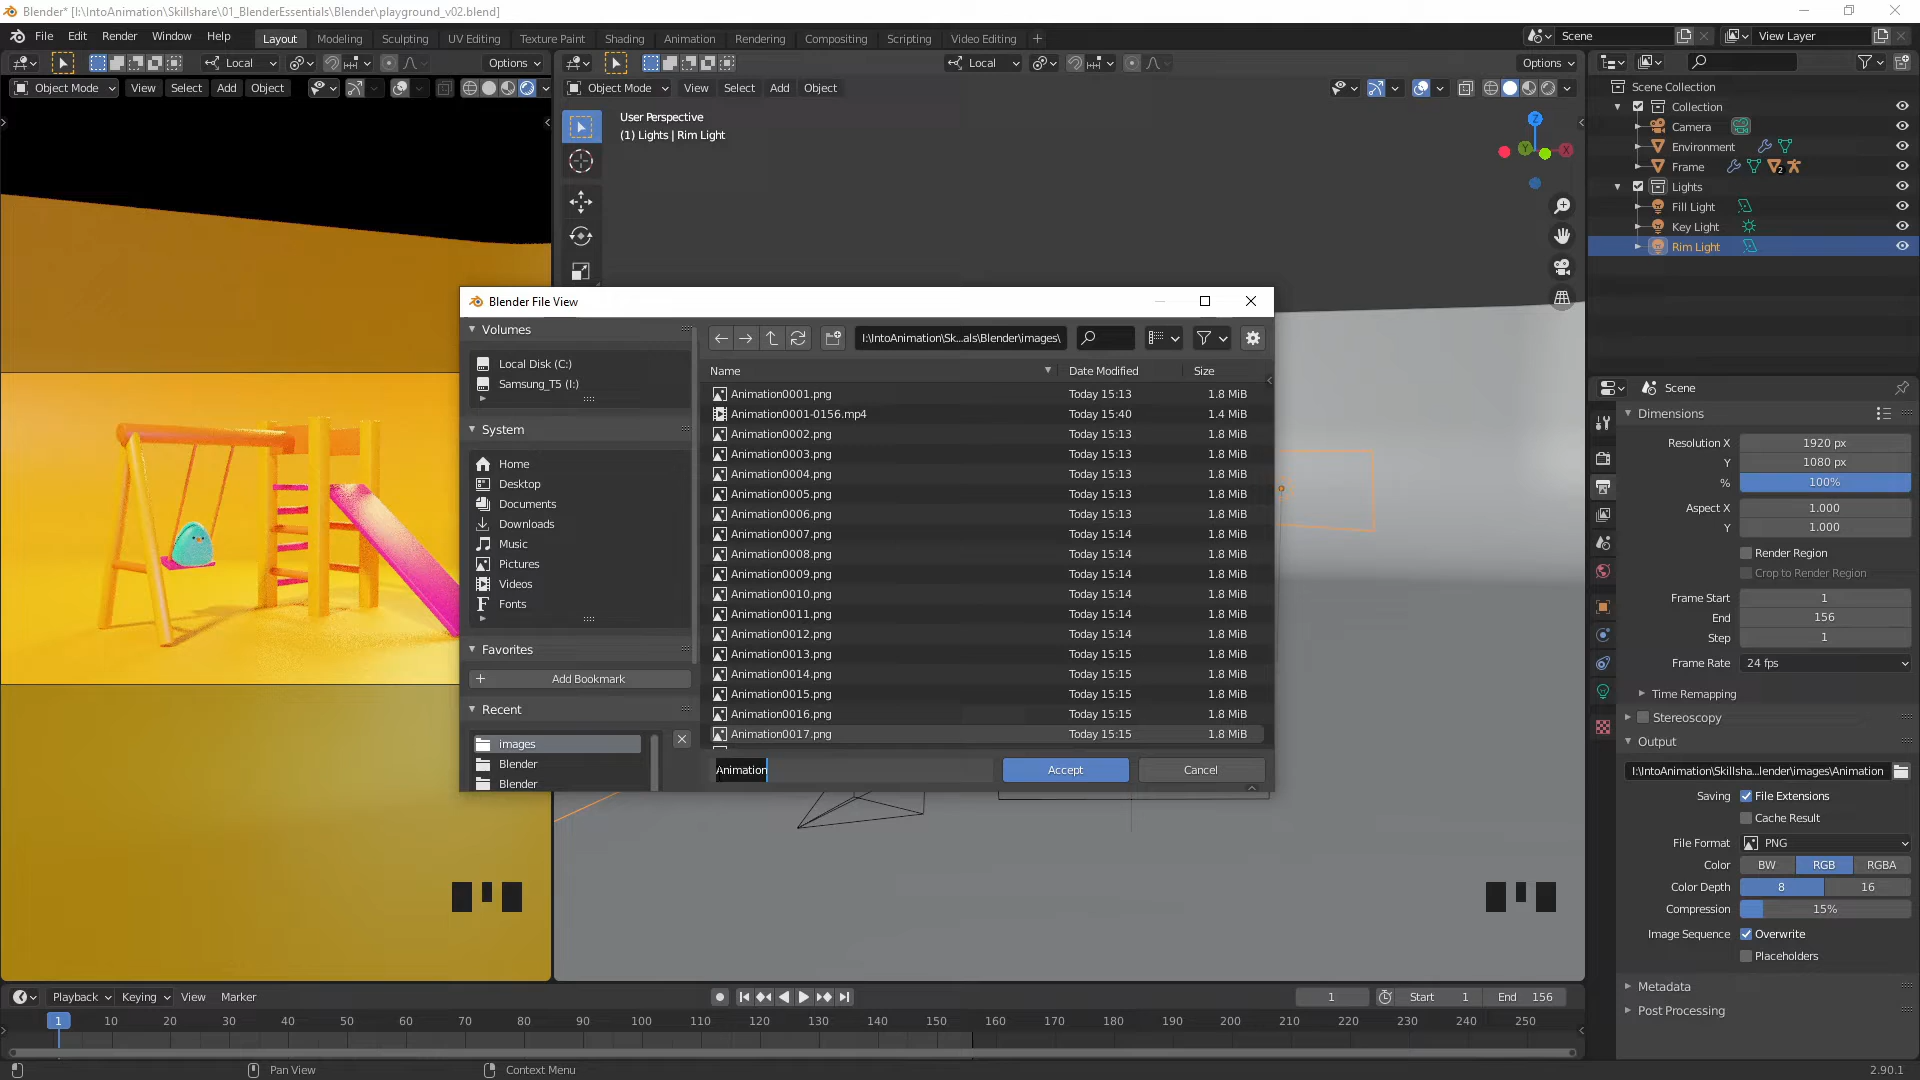 Blender* [I:\IntoAnimation\Skillshare\01_BlenderEssentials\Blender\playground_v02.blend]
File Edit Render Window Help Layout Modeling Sculpting UV Editing Texture Paint Shading Animation Rendering Compositing Scripting Video Editing + Scene View Layer
Local Options Local Options
Object Mode View Select Add Object Object Mode View Select Add Object
User Perspective
(1) Lights | Rim Light
Z
Y
X
Scene Collection
Collection
Camera
Environment
Frame 2
Lights
Fill Light
Key Light
Rim Light
Blender File View
Volumes
Local Disk (C:)
Samsung_T5 (I:)
System
Home
Desktop
Documents
Downloads
Music
Pictures
Videos
Fonts
Favorites
Add Bookmark
Recent
images
Blender
Blender
I:\IntoAnimation\Sk...als\Blender\images\
Name Date Modified Size
Animation0001.png Today 15:13 1.8 MiB
Animation0001-0156.mp4 Today 15:40 1.4 MiB
Animation0002.png Today 15:13 1.8 MiB
Animation0003.png Today 15:13 1.8 MiB
Animation0004.png Today 15:13 1.8 MiB
Animation0005.png Today 15:13 1.8 MiB
Animation0006.png Today 15:13 1.8 MiB
Animation0007.png Today 15:14 1.8 MiB
Animation0008.png Today 15:14 1.8 MiB
Animation0009.png Today 15:14 1.8 MiB
Animation0010.png Today 15:14 1.8 MiB
Animation0011.png Today 15:14 1.8 MiB
Animation0012.png Today 15:14 1.8 MiB
Animation0013.png Today 15:15 1.8 MiB
Animation0014.png Today 15:15 1.8 MiB
Animation0015.png Today 15:15 1.8 MiB
Animation0016.png Today 15:15 1.8 MiB
Animation0017.png Today 15:15 1.8 MiB
Animation Accept Cancel
Scene
Dimensions
Resolution X 1920 px
Y 1080 px
% 100%
Aspect X 1.000
Y 1.000
Render Region
Crop to Render Region
Frame Start 1
End 156
Step 1
Frame Rate 24 fps
Time Remapping
Stereoscopy
Output
I:\IntoAnimation\Skillsha...lender\images\Animation
Saving File Extensions
Cache Result
File Format PNG
Color BW RGB RGBA
Color Depth 8 16
Compression 15%
Image Sequence Overwrite
Placeholders
Metadata
Post Processing
Playback Keying View Marker 1 Start 1 End 156
1 10 20 30 40 50 60 70 80 90 100 110 120 130 140 150 160 170 180 190 200 210 220 230 240 250
Pan View Context Menu 2.90.1